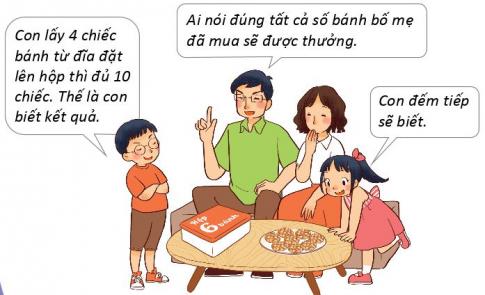 Con lấy 4 chiếc
bánh từ đĩa đặt
lên hộp thì đủ 10
chiếc. Thế là con
biết kết quả.
Ai nói đúng tất cả số bánh bố mẹ
đã mua sẽ được thưởng.
Con đếm tiếp
sẽ biết.
Hộp
6
bánh